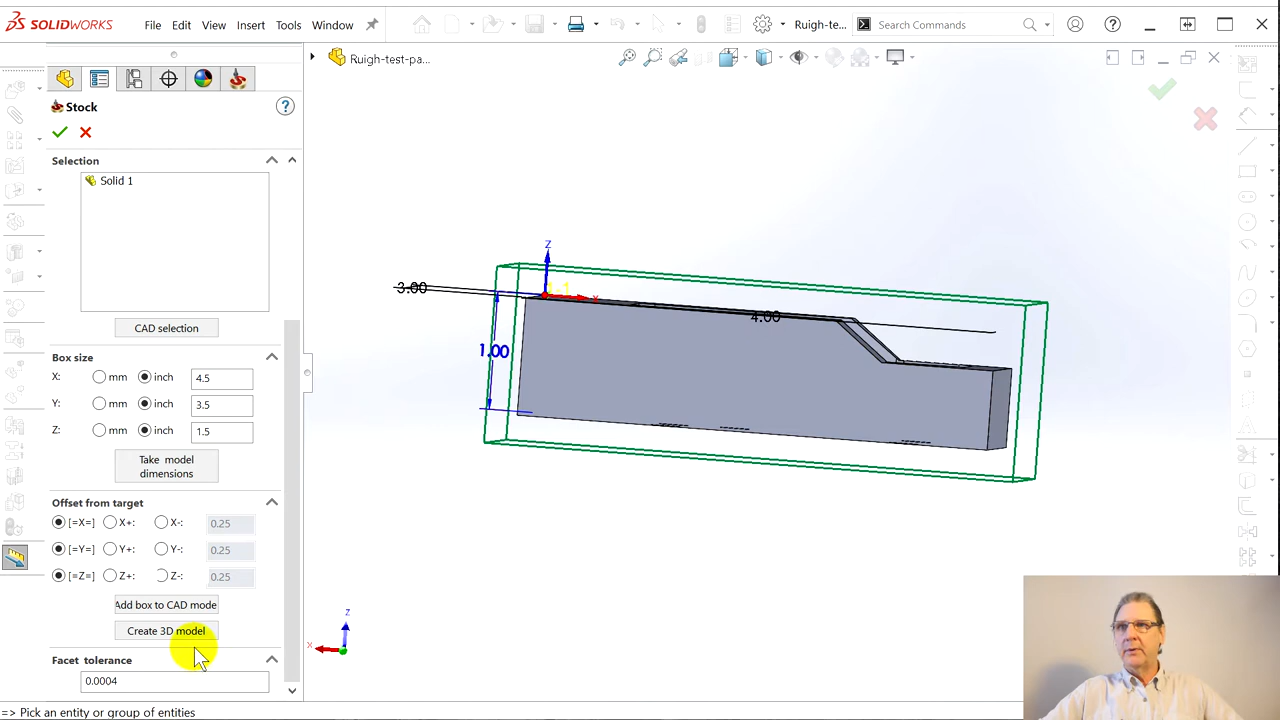 SOLIDWORKS File Edit View Insert Tools Window Ruigh-te... Search Commands
Ruigh-test-pa...
Stock
Selection
Solid 1
CAD selection
Box size
X: mm inch 4.5
Y: mm inch 3.5
Z: mm inch 1.5
Take model
dimensions
Offset from target
[=X=] X+: X-: 0.25
[=Y=] Y+: Y-: 0.25
[=Z=] Z+: Z-: 0.25
Add box to CAD mode
Create 3D model
Facet tolerance
0.0004
=> Pick an entity or group of entities
Z
3.00
1-1
X
4.00
1.00
Z
X